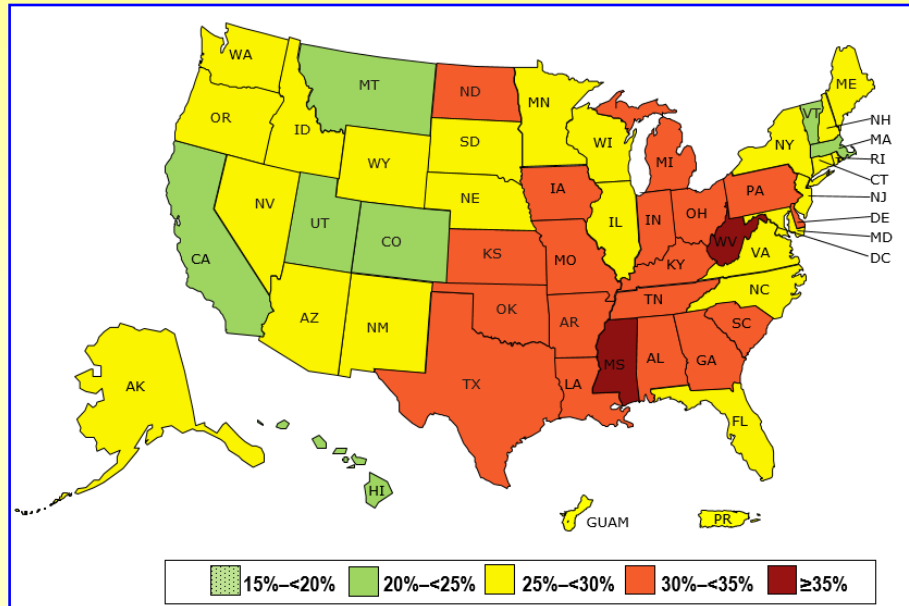 WA
MT
ND
MN
ME
VT
NH
OR
ID
SD
WI
NY
MA
MI
RI
WY
CT
IA
PA
NJ
NE
NV
IL
IN
OH
DE
UT
CO
WV
MD
CA
KS
MO
VA
DC
KY
NC
TN
AZ
NM
OK
AR
SC
MS
AL
GA
TX
LA
AK
FL
HI
GUAM
PR
15%–<20% 20%–<25% 25%–<30% 30%–<35% ≥35%